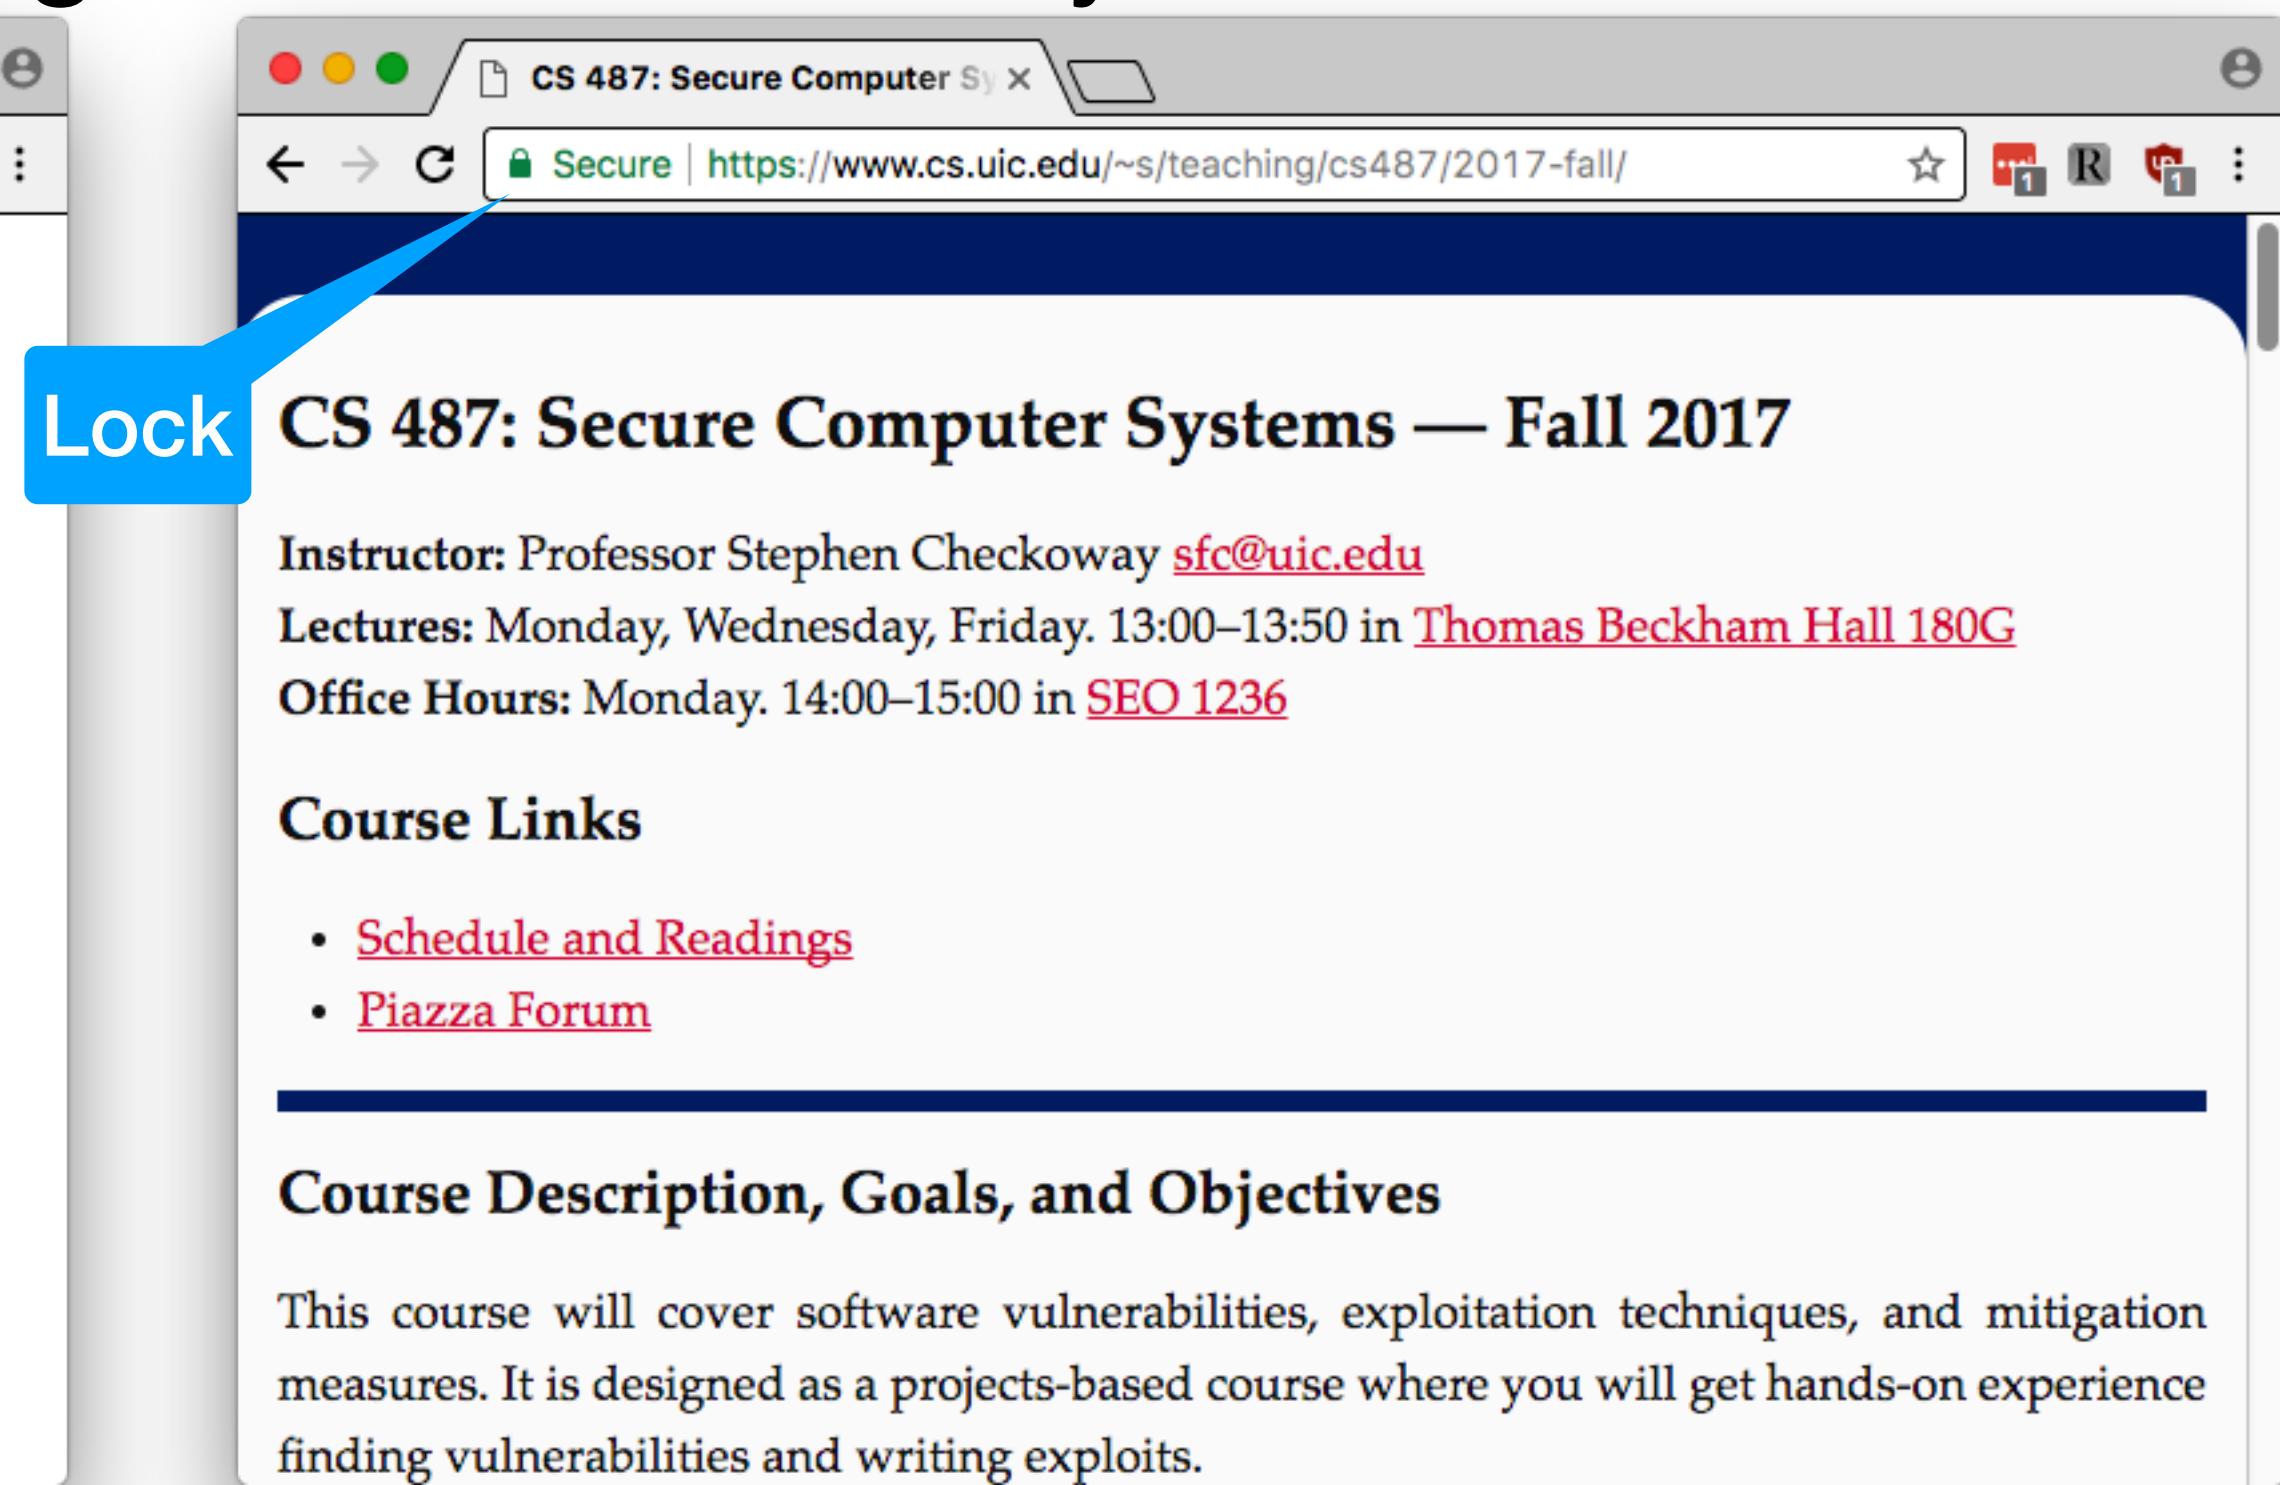 CS 487: Secure Computer Sy
Secure | https://www.cs.uic.edu/~s/teaching/cs487/2017-fall/
1 R 1
Lock
CS 487: Secure Computer Systems — Fall 2017
Instructor: Professor Stephen Checkoway sfc@uic.edu
Lectures: Monday, Wednesday, Friday. 13:00–13:50 in Thomas Beckham Hall 180G
Office Hours: Monday. 14:00–15:00 in SEO 1236
Course Links
• Schedule and Readings
• Piazza Forum
Course Description, Goals, and Objectives
This course will cover software vulnerabilities, exploitation techniques, and mitigation
measures. It is designed as a projects-based course where you will get hands-on experience
finding vulnerabilities and writing exploits.